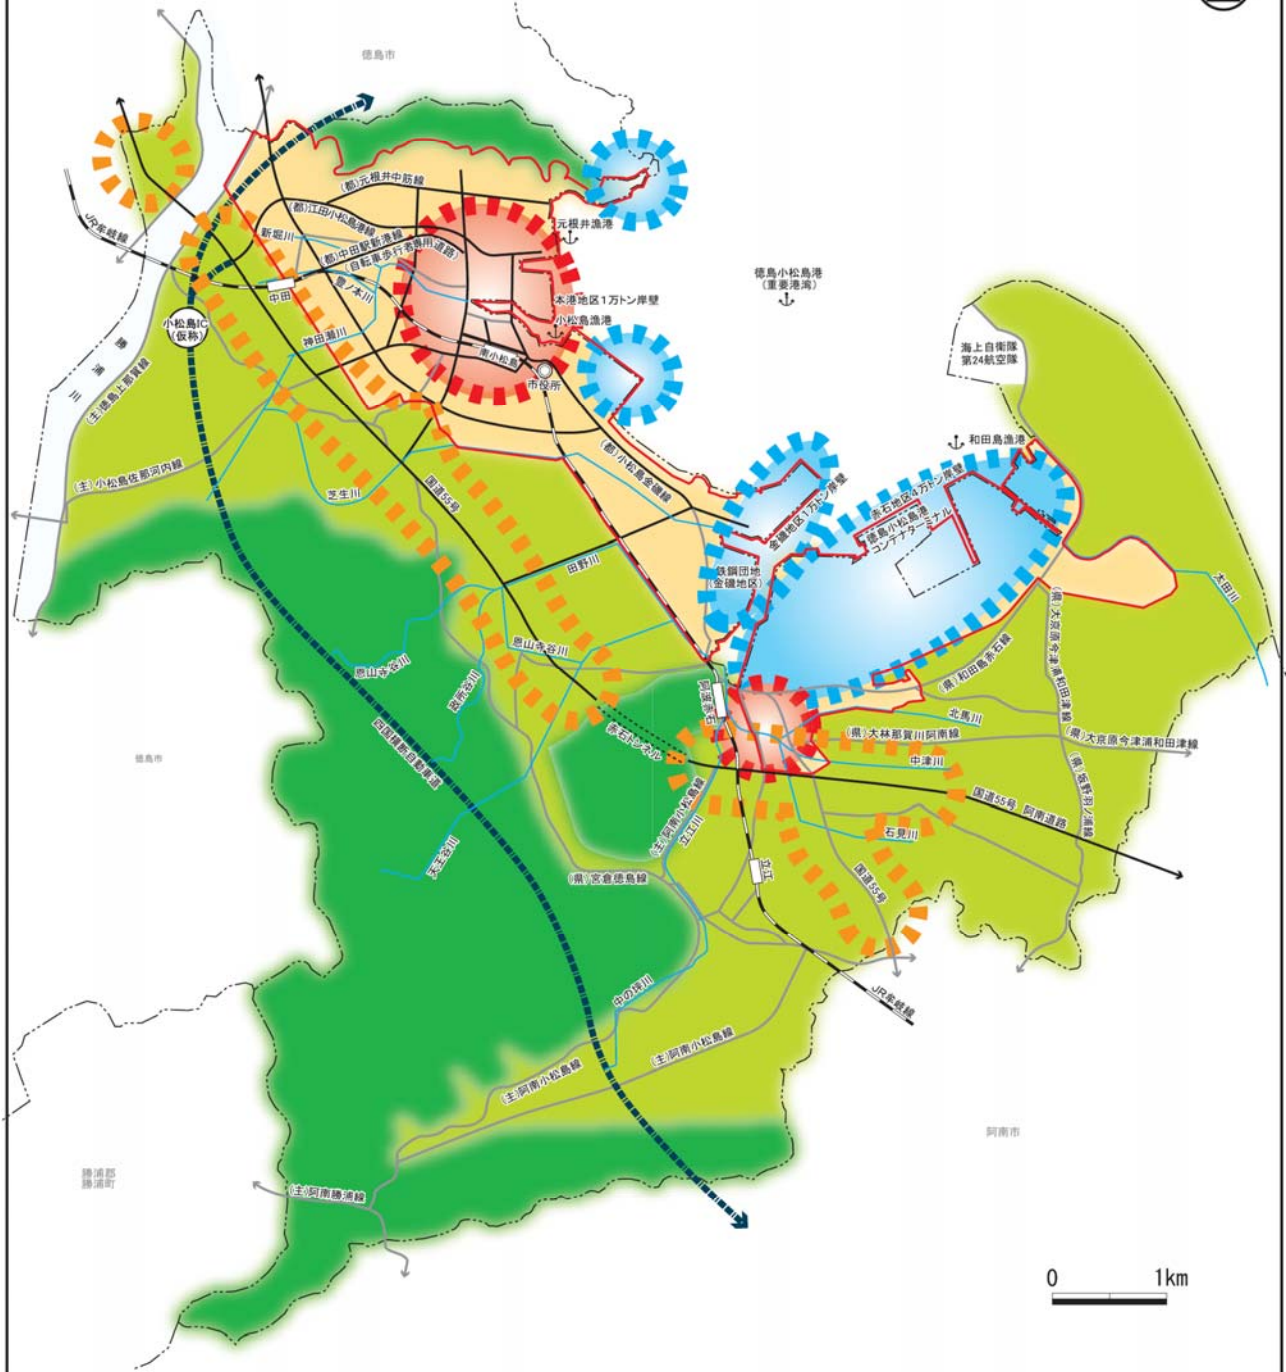 徳島市
(都)元根井中筋線
(都)江田小松島港線
新堀川
(都)中田駅新港線
(自転車歩行者専用道路)
豊ノ本川
元根井漁港
JR牟岐線
中田
本港地区1万トン岸壁
小松島漁港
徳島小松島港
(重要港湾)
小松島IC
(仮称)
神田瀬川
南小松島
市役所
海上自衛隊
第24航空隊
勝浦川
(主)徳島上那賀線
和田島漁港
(都)小松島金磯線
(主)小松島佐那河内線
芝生川
国道55号
金磯地区1万トン岸壁
赤石地区4万トン岸壁
徳島小松島港
コンテナターミナル
鉄鋼団地
(金磯地区)
田野川
太田川
恩山寺谷川
恩山寺谷川
政所谷川
(県)和田島赤石線
(県)大京原今津浦和田津線
阿波赤石
北馬川
(県)大林那賀川阿南線
(県)大京原今津浦和田津線
赤石トンネル
中津川
徳島市
四国横断自動車道
(主)阿南小松島線
立江川
国道55号 阿南道路
(県)坂野羽ノ浦線
石見川
天王谷川
立江
国道55号
(県)宮倉徳島線
中の坪川
JR牟岐線
(主)阿南小松島線
(主)阿南小松島線
阿南市
勝浦郡
勝浦町
(主)阿南勝浦線
0 1km